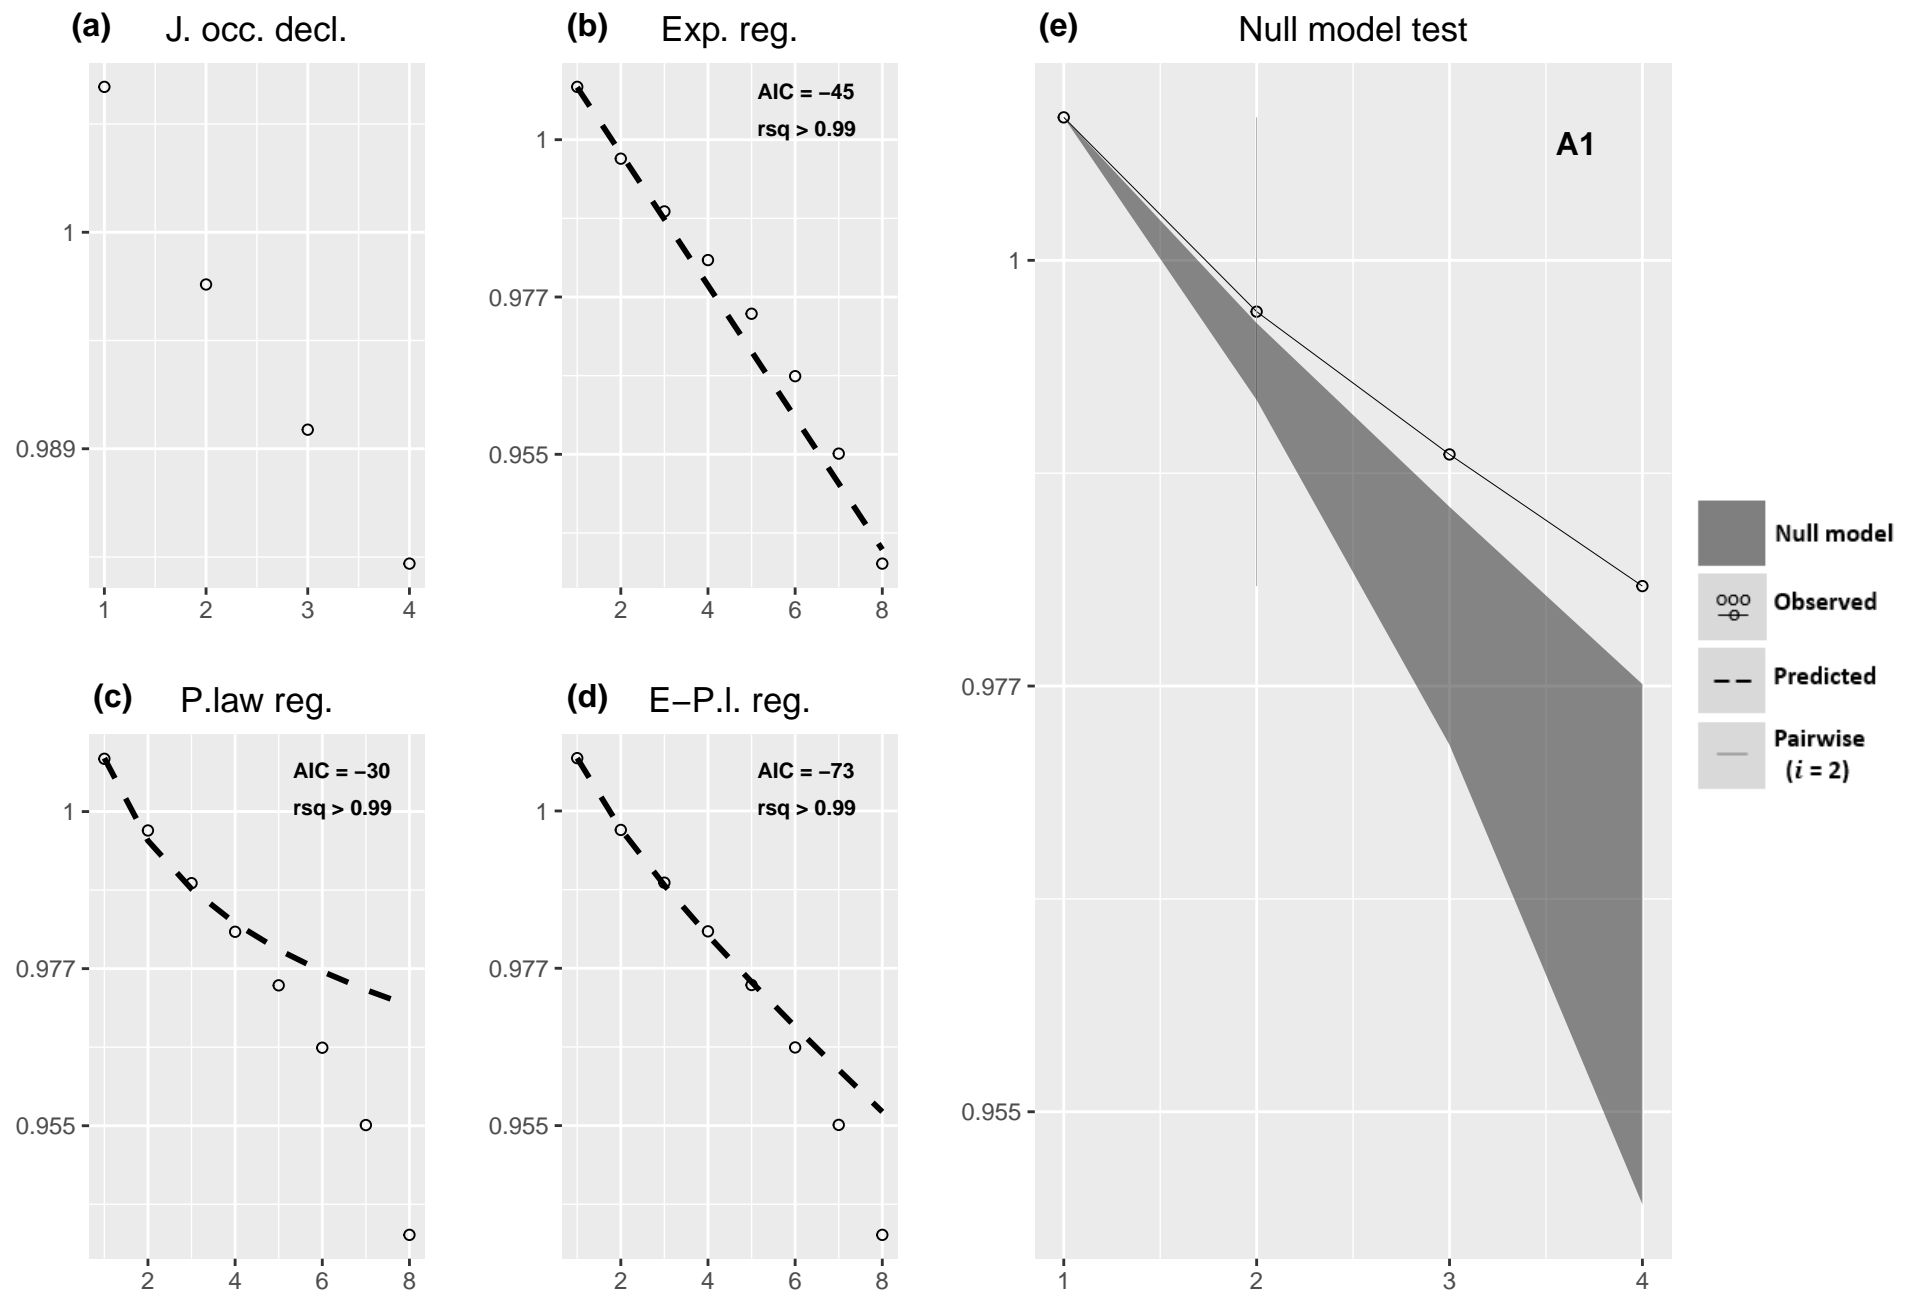 (a) J. occ. decl.
1
0.989
1 2 3 4
(b) Exp. reg.
AIC = −45
rsq > 0.99
1
0.977
0.955
2 4 6 8
(c) P.law reg.
AIC = −30
rsq > 0.99
1
0.977
0.955
2 4 6 8
(d) E−P.l. reg.
AIC = −73
rsq > 0.99
1
0.977
0.955
2 4 6 8
(e) Null model test
A1
1
0.977
0.955
1 2 3 4
Null model
Observed
Predicted
Pairwise
(i = 2)